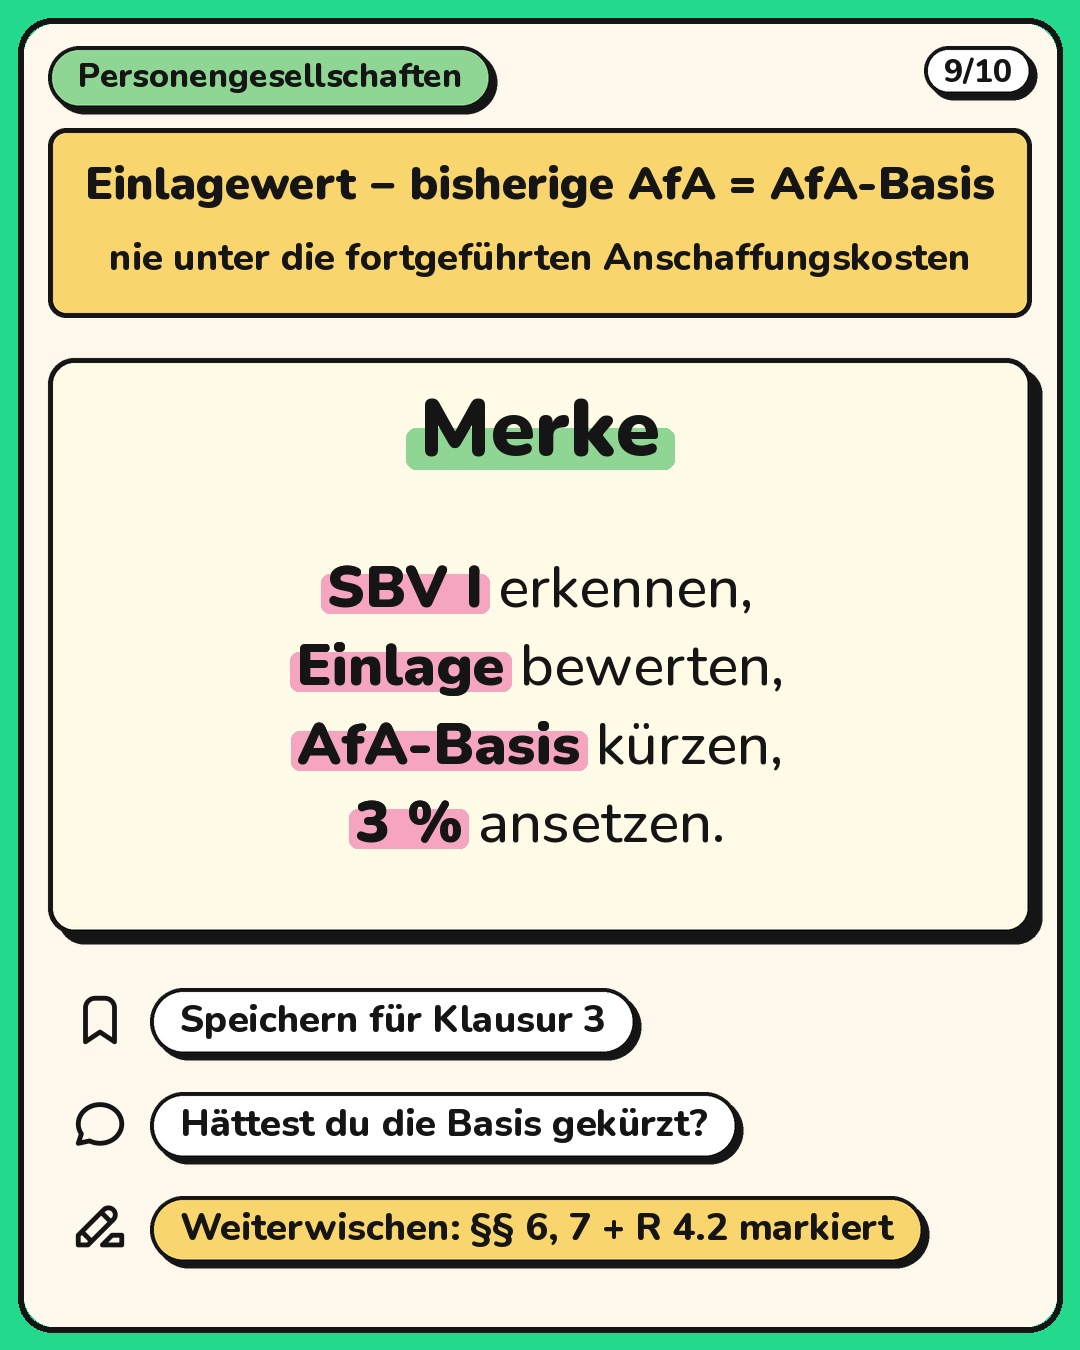 Personengesellschaften
9/10
Einlagewert – bisherige AfA = AfA-Basis
nie unter die fortgeführten Anschaffungskosten
Merke
SBV I erkennen,
Einlage bewerten,
AfA-Basis kürzen,
3 % ansetzen.
Speichern für Klausur 3
Hättest du die Basis gekürzt?
Weiterwischen: §§ 6, 7 + R 4.2 markiert